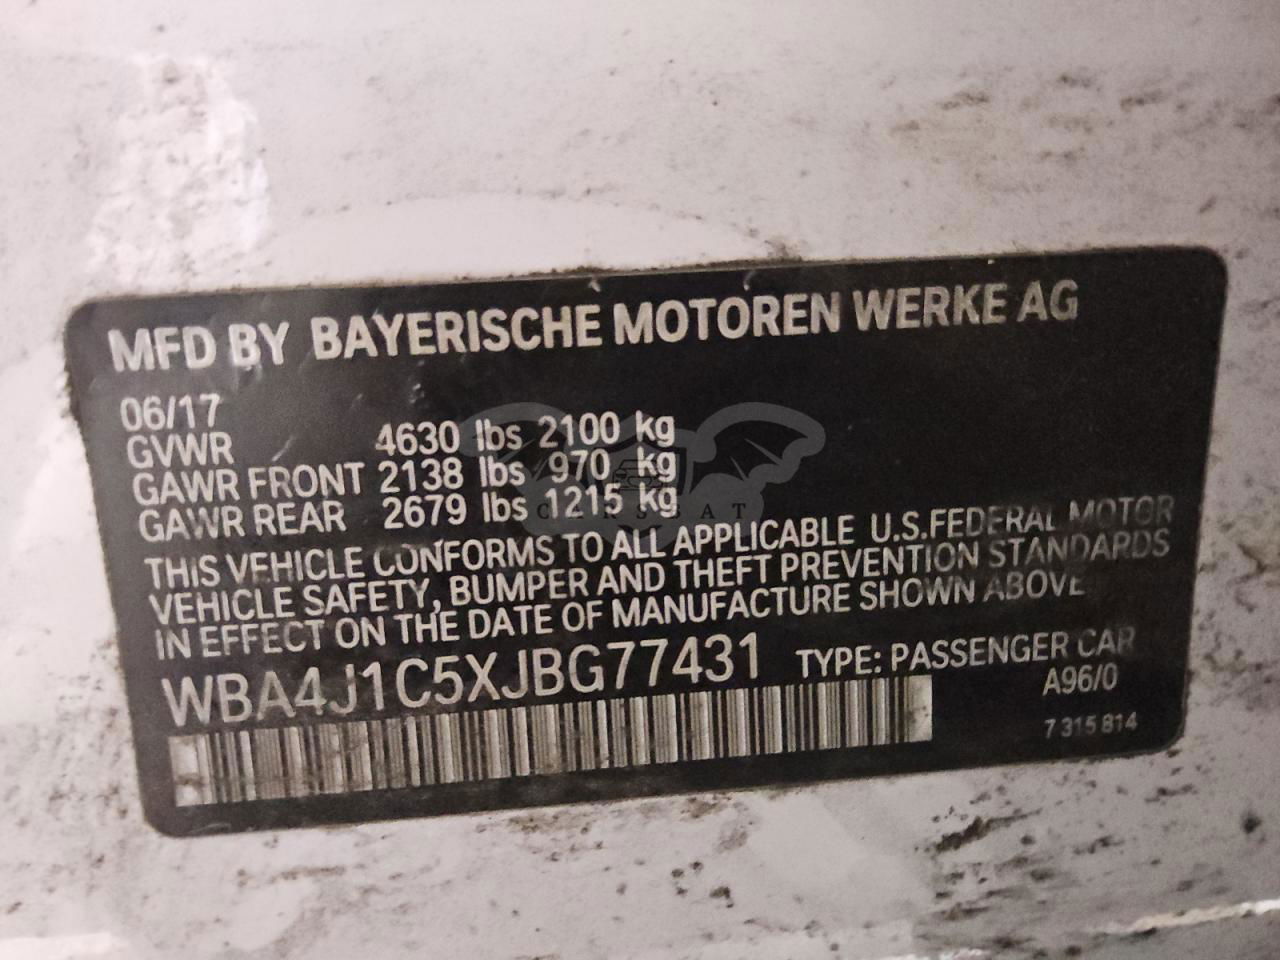 MFD BY BAYERISCHE MOTOREN WERKE AG
06/17
GVWR 4630 lbs 2100 kg
GAWR FRONT 2138 lbs 970 kg
GAWR REAR 2679 lbs 1215 kg
THIS VEHICLE CONFORMS TO ALL APPLICABLE U.S.FEDERAL MOTOR
VEHICLE SAFETY, BUMPER AND THEFT PREVENTION STANDARDS
IN EFFECT ON THE DATE OF MANUFACTURE SHOWN ABOVE
WBA4J1C5XJBG77431 TYPE: PASSENGER CAR
A96/0
7 315 814
CARSBAT